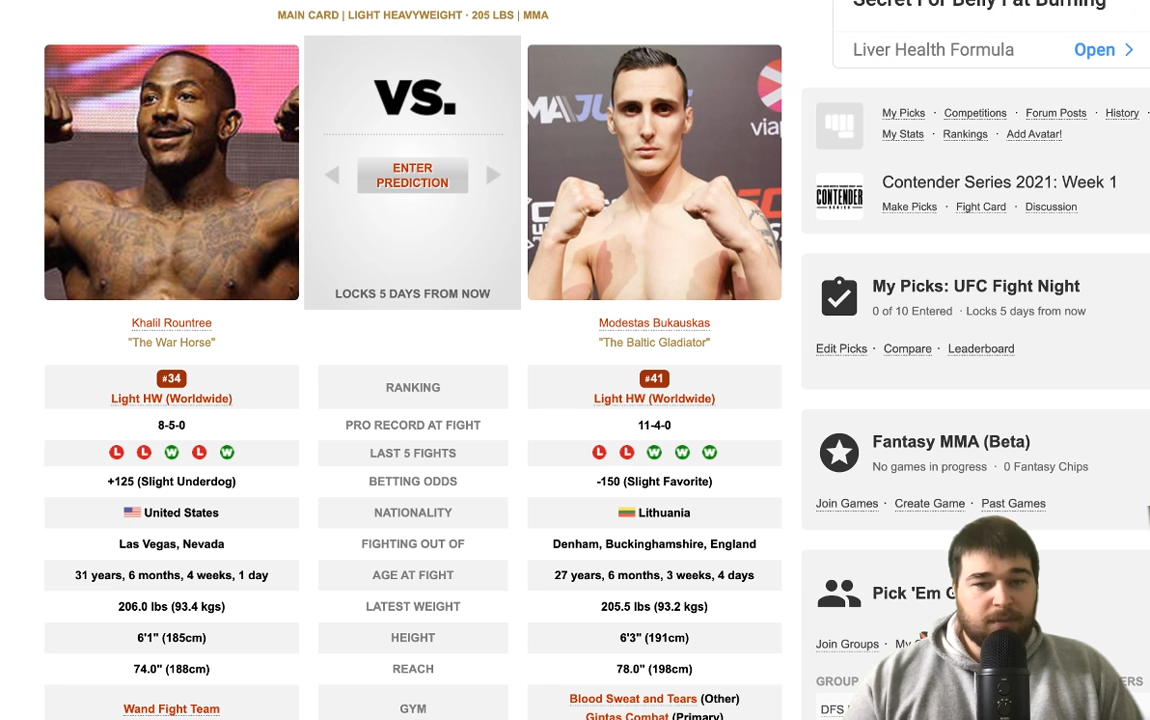 MAIN CARD | LIGHT HEAVYWEIGHT · 205 LBS | MMA
VS.
ENTER
PREDICTION
LOCKS 5 DAYS FROM NOW
Khalil Rountree
"The War Horse"
Modestas Bukauskas
"The Baltic Gladiator"
#34
Light HW (Worldwide)
RANKING
#41
Light HW (Worldwide)
8-5-0
PRO RECORD AT FIGHT
11-4-0
L L W L W
LAST 5 FIGHTS
L L W W W
+125 (Slight Underdog)
BETTING ODDS
-150 (Slight Favorite)
United States
NATIONALITY
Lithuania
Las Vegas, Nevada
FIGHTING OUT OF
Denham, Buckinghamshire, England
31 years, 6 months, 4 weeks, 1 day
AGE AT FIGHT
27 years, 6 months, 3 weeks, 4 days
206.0 lbs (93.4 kgs)
LATEST WEIGHT
205.5 lbs (93.2 kgs)
6'1" (185cm)
HEIGHT
6'3" (191cm)
74.0" (188cm)
REACH
78.0" (198cm)
Wand Fight Team
GYM
Blood Sweat and Tears (Other)
Gintas Combat (Primary)
Secret For Belly Fat Burning
Liver Health Formula
Open
My Picks · Competitions · Forum Posts · History ·
My Stats · Rankings · Add Avatar!
CONTENDER
Contender Series 2021: Week 1
Make Picks · Fight Card · Discussion
My Picks: UFC Fight Night
0 of 10 Entered · Locks 5 days from now
Edit Picks · Compare · Leaderboard
Fantasy MMA (Beta)
No games in progress · 0 Fantasy Chips
Join Games · Create Game · Past Games
Pick 'Em
Join Groups ·
GROUP
DFS